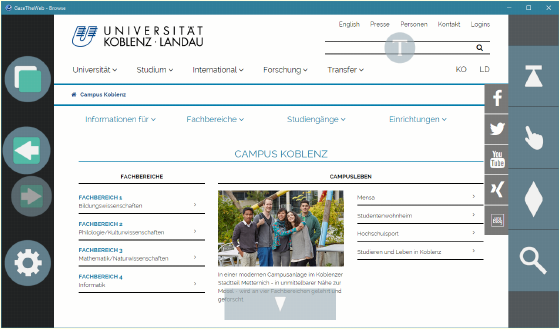 GazeTheWeb - Browse
UNIVERSITÄT
KOBLENZ · LANDAU
English Presse Personen Kontakt Logins
T
Universität Studium International Forschung Transfer KO LD
Campus Koblenz
Informationen für Fachbereiche Studiengänge Einrichtungen
You
Tube
CAMPUS KOBLENZ
FACHBEREICHE
FACHBEREICH 1
Bildungswissenschaften
FACHBEREICH 2
Philologie/Kulturwissenschaften
FACHBEREICH 3
Mathematik/Naturwissenschaften
FACHBEREICH 4
Informatik
CAMPUSLEBEN
In einer modernen Campusanlage im Koblenzer
Stadtteil Metternich - in unmittelbarer Nähe zur
Mosel - wird an vier Fachbereichen gelehrt und
geforscht
Mensa
Studentenwohnheim
Hochschulsport
Studieren und Leben in Koblenz